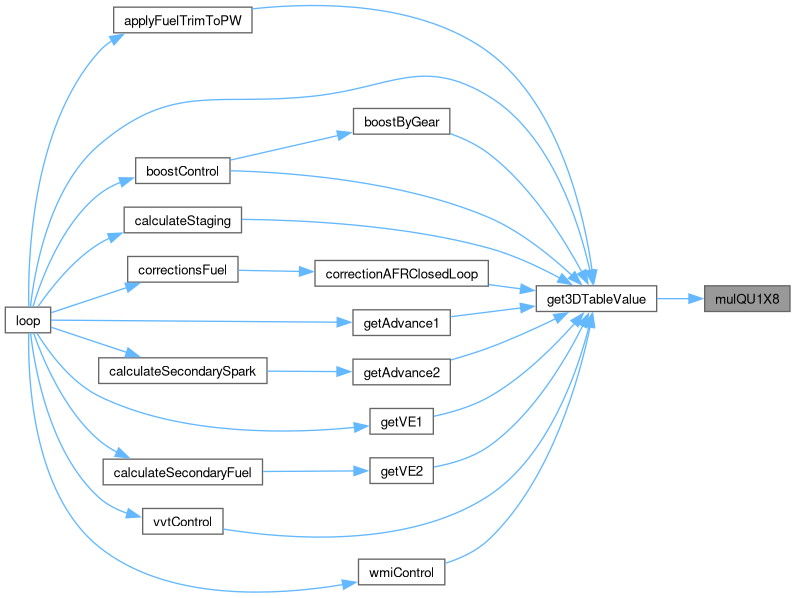 applyFuelTrimToPW
boostByGear
boostControl
calculateStaging
correctionsFuel
correctionAFRClosedLoop
get3DTableValue
mulQU1X8
loop
getAdvance1
calculateSecondarySpark
getAdvance2
getVE1
calculateSecondaryFuel
getVE2
vvtControl
wmiControl